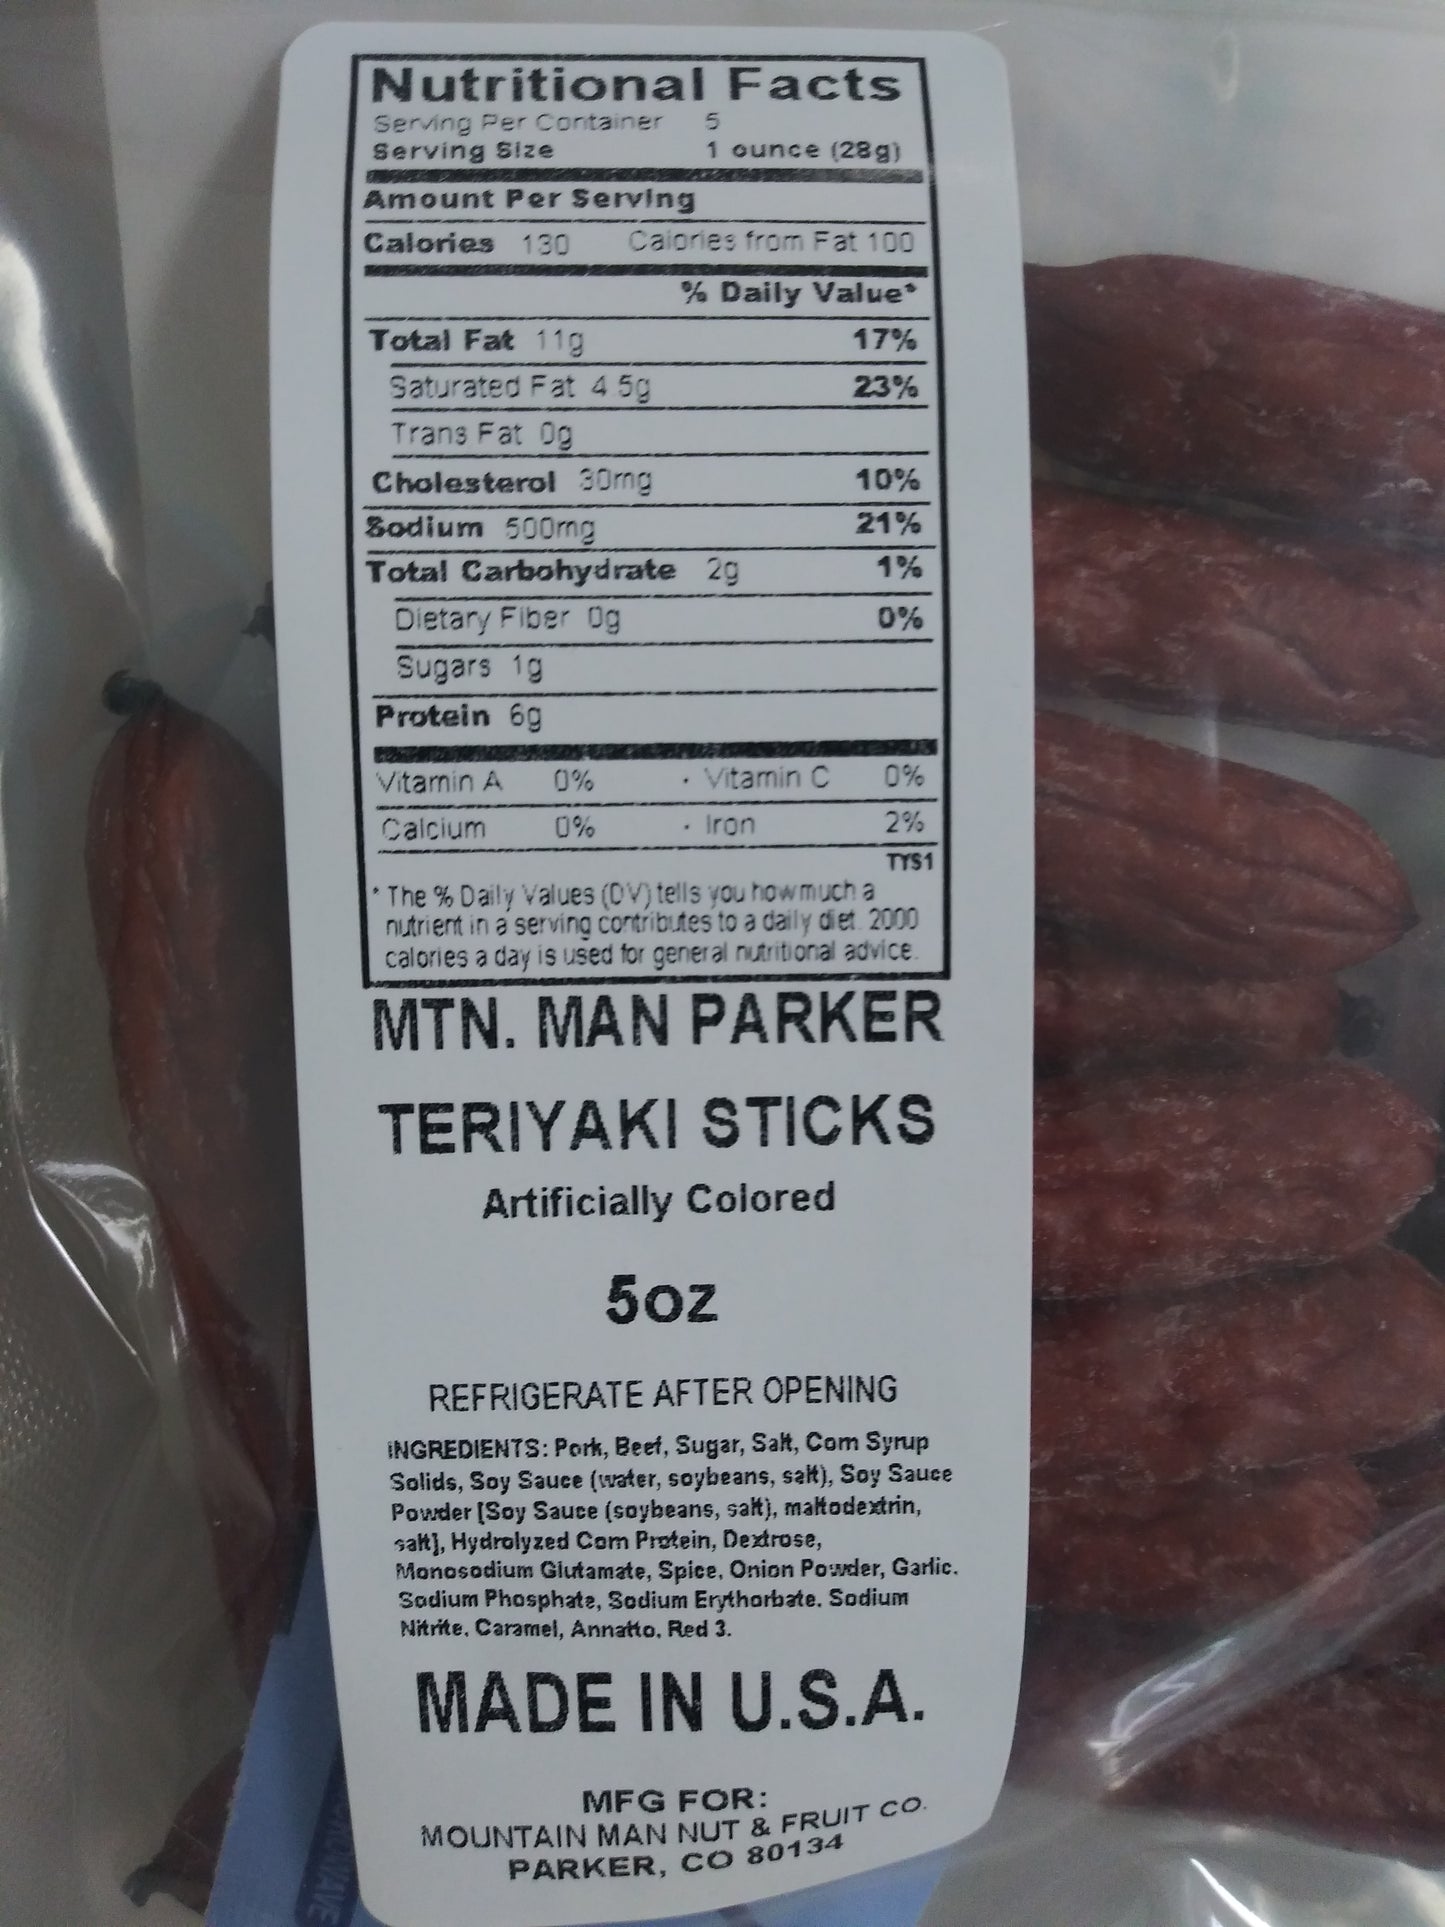 Nutritional Facts
Serving Per Container 5
Serving Size 1 ounce (28g)
Amount Per Serving
Calories 130 Calories from Fat 100
% Daily Value*
Total Fat 11g 17%
Saturated Fat 4.5g 23%
Trans Fat 0g
Cholesterol 30mg 10%
Sodium 500mg 21%
Total Carbohydrate 2g 1%
Dietary Fiber 0g 0%
Sugars 1g
Protein 6g
Vitamin A 0% · Vitamin C 0%
Calcium 0% · Iron 2%
TYS1
* The % Daily Values (DV) tells you how much a
nutrient in a serving contributes to a daily diet. 2000
calories a day is used for general nutritional advice.
MTN. MAN PARKER
TERIYAKI STICKS
Artificially Colored
5oz
REFRIGERATE AFTER OPENING
INGREDIENTS: Pork, Beef, Sugar, Salt, Corn Syrup
Solids, Soy Sauce (water, soybeans, salt), Soy Sauce
Powder [Soy Sauce (soybeans, salt), maltodextrin,
salt], Hydrolyzed Corn Protein, Dextrose,
Monosodium Glutamate, Spice, Onion Powder, Garlic.
Sodium Phosphate, Sodium Erythorbate. Sodium
Nitrite. Caramel, Annatto, Red 3.
MADE IN U.S.A.
MFG FOR:
MOUNTAIN MAN NUT & FRUIT CO.
PARKER, CO 80134